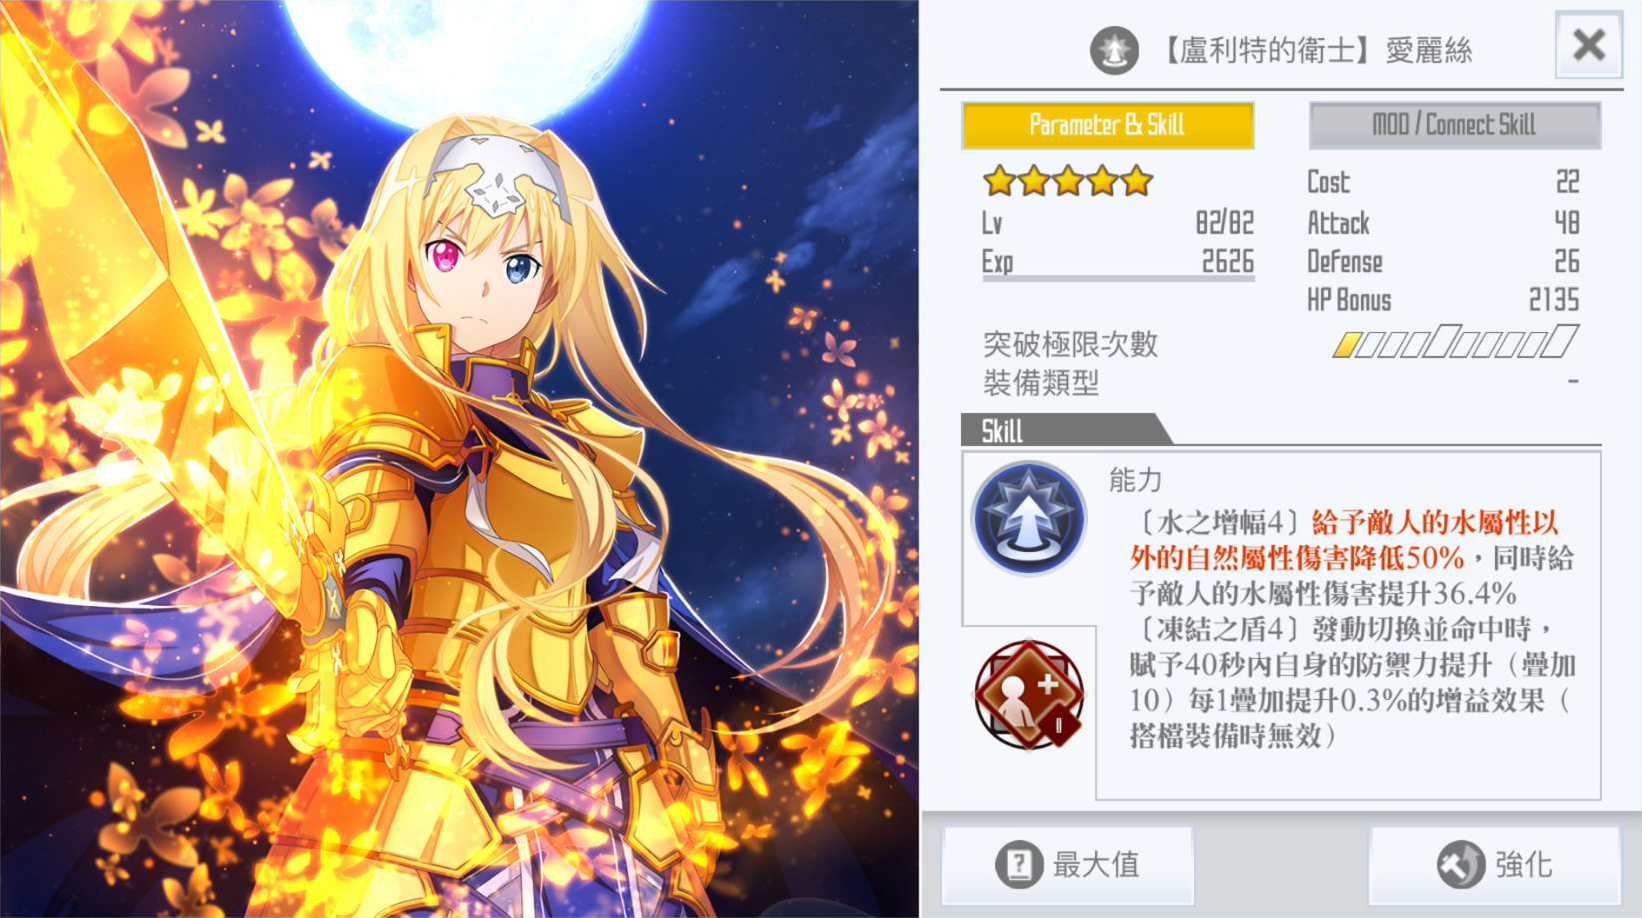 【盧利特的衛士】愛麗絲
Parameter & Skill
MOD / Connect Skill
Lv 82/82
Exp 2626
Cost 22
Attack 48
Defense 26
HP Bonus 2135
突破極限次數
裝備類型 -
Skill
能力
〔水之增幅4〕給予敵人的水屬性以
外的自然屬性傷害降低50%,同時給
予敵人的水屬性傷害提升36.4%
〔凍結之盾4〕發動切換並命中時,
賦予40秒內自身的防禦力提升（疊加
10）每1疊加提升0.3%的增益效果（
搭檔裝備時無效）
? 最大值
強化